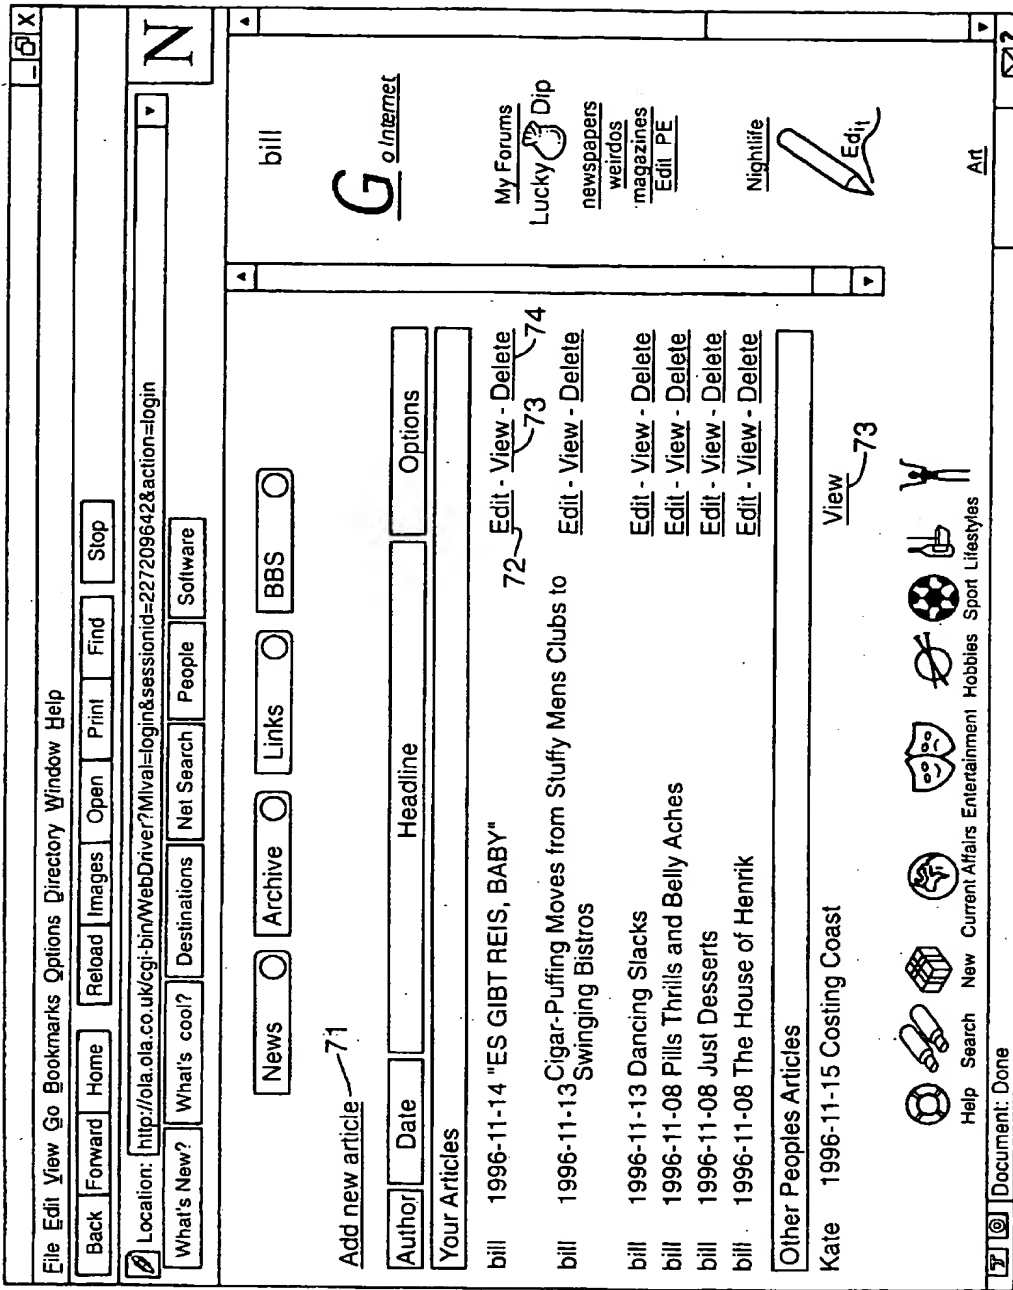 File Edit View Go Bookmarks Options Directory Window Help
Back Forward Home Reload Images Open Print Find Stop
Location: http://ola.ola.co.uk/cgi-bin/WebDriver?MIval=login&sessionid=227209642&action=login
N
What's New? What's cool? Destinations Net Search People Software
News Archive Links BBS
Add new article 71
Author Date Headline Options
Your Articles
bill 1996-11-14 "ES GIBT REIS, BABY" 72 Edit - View - Delete 73 74
bill 1996-11-13 Cigar-Puffing Moves from Stuffy Mens Clubs to
Swinging Bistros Edit - View - Delete
bill 1996-11-13 Dancing Slacks Edit - View - Delete
bill 1996-11-08 Pills Thrills and Belly Aches Edit - View - Delete
bill 1996-11-08 Just Desserts Edit - View - Delete
bill 1996-11-08 The House of Henrik Edit - View - Delete
Other Peoples Articles
Kate 1996-11-15 Costing Coast View 73
bill
Go Internet
My Forums
Lucky Dip
newspapers
weirdos
magazines
Edit PE
Nightlife
Edit
Art
Help Search New Current Affairs Entertainment Hobbies Sport Lifestyles
Document: Done
?